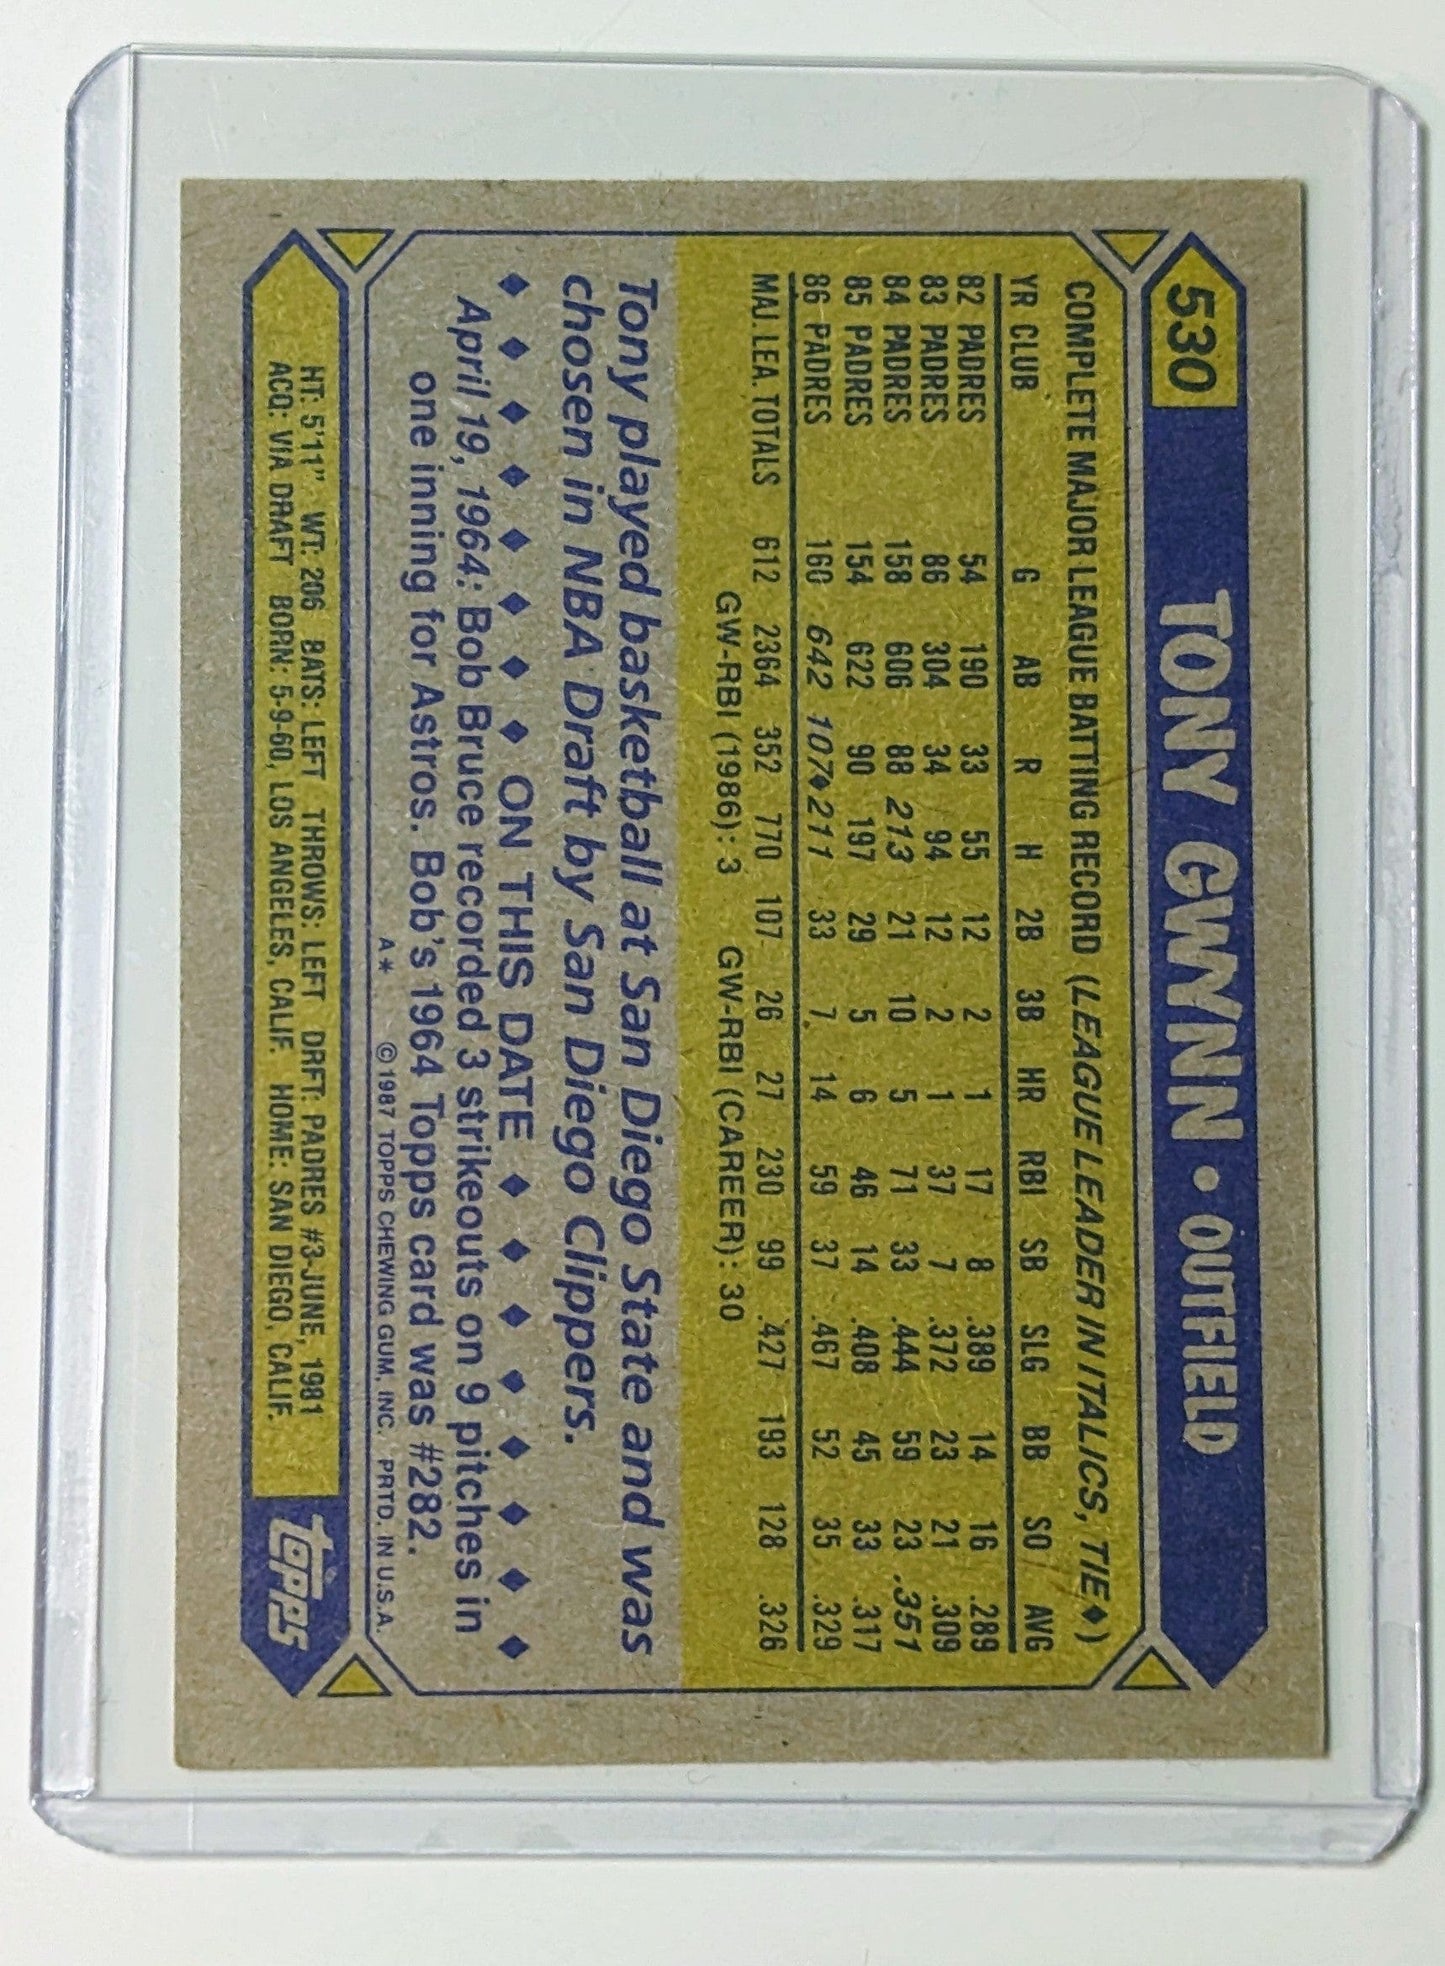 530 TONY GWYNN • OUTFIELD
COMPLETE MAJOR LEAGUE BATTING RECORD (LEAGUE LEADER IN ITALICS, TIE♦)
YR CLUB G AB R H 2B 3B HR RBI SB SLG BB SO AVG
82 PADRES 54 190 33 55 12 2 1 17 8 .389 14 16 .289
83 PADRES 86 304 34 94 12 2 1 37 7 .372 23 21 .309
84 PADRES 158 606 88 213 21 10 5 71 33 .444 59 23 .351
85 PADRES 154 622 90 197 29 5 6 46 14 .408 45 33 .317
86 PADRES 160 642 107♦ 211 33 7 14 59 37 .467 52 35 .329
MAJ. LEA. TOTALS 612 2364 352 770 107 26 27 230 99 .427 193 128 .326
GW-RBI (1986): 3 GW-RBI (CAREER): 30
Tony played basketball at San Diego State and was
chosen in NBA Draft by San Diego Clippers.
♦ ♦ ♦ ♦ ♦ ♦ ♦ ♦ ON THIS DATE ♦ ♦ ♦ ♦ ♦ ♦ ♦ ♦
April 19, 1964: Bob Bruce recorded 3 strikeouts on 9 pitches in
one inning for Astros. Bob's 1964 Topps card was #282.
A* ©1987 TOPPS CHEWING GUM, INC. PRTD. IN U.S.A.
HT: 5'11" WT: 206 BATS: LEFT THROWS: LEFT DRFT: PADRES #3-JUNE, 1981
ACQ: VIA DRAFT BORN: 5-9-60, LOS ANGELES, CALIF. HOME: SAN DIEGO, CALIF.
Topps